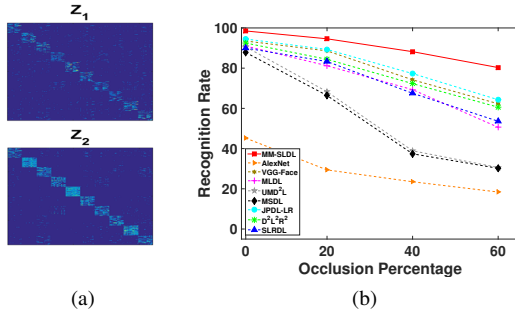 Z1
Z2
Recognition Rate
100
80
60
40
20
0
MM-SLDL
AlexNet
VGG-Face
MLDL
UMD²L
MSDL
JPDL-LR
D²L²R²
SLRDL
0 20 40 60
Occlusion Percentage
(a) (b)